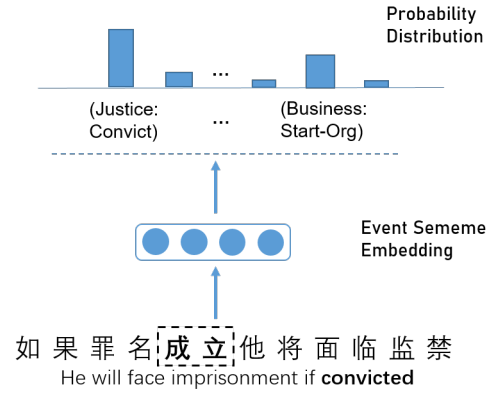 Probability
Distribution
...
(Justice:
Convict)
...
(Business:
Start-Org)
Event Sememe
Embedding
如果罪名成立他将面临监禁
He will face imprisonment if convicted